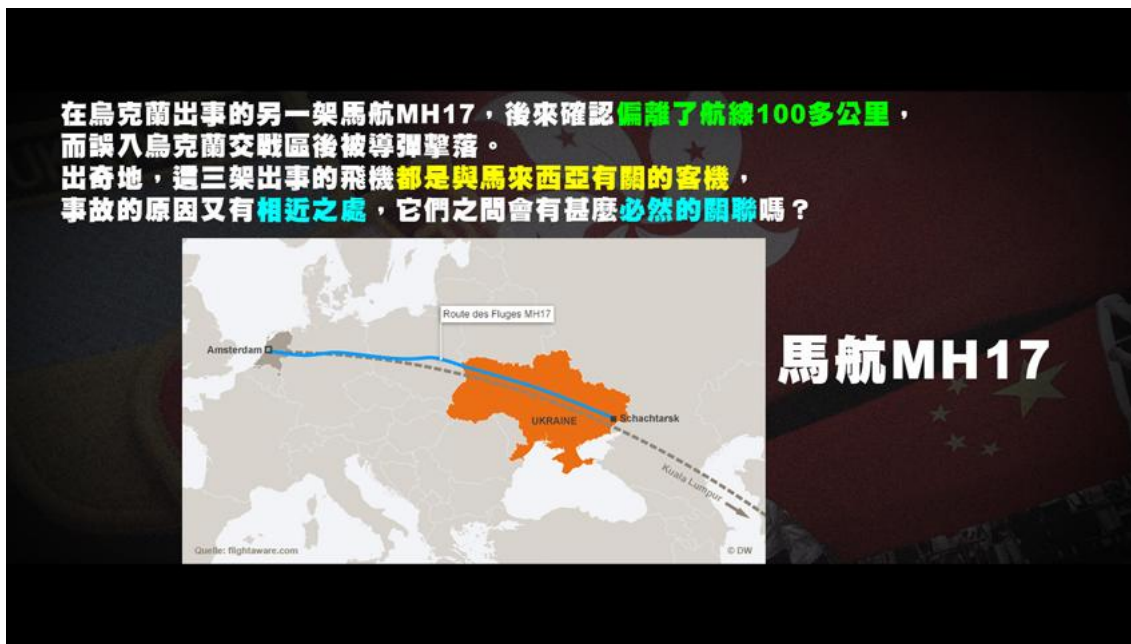 在烏克蘭出事的另一架馬航MH17，後來確認偏離了航線100多公里，
而誤入烏克蘭交戰區後被導彈擊落。
出奇地，這三架出事的飛機都是與馬來西亞有關的客機，
事故的原因又有相近之處，它們之間會有甚麼必然的關聯嗎？
Route des Fluges MH17
Amsterdam
馬航MH17
UKRAINE
Schachtarsk
Kuala Lumpur
Quelle: flightaware.com
© DW